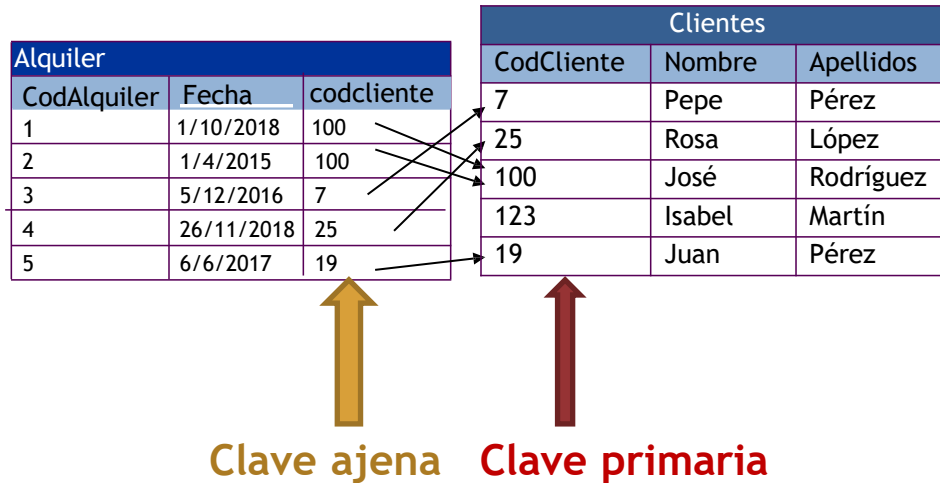 Alquiler
CodAlquiler Fecha codcliente
1 1/10/2018 100
2 1/4/2015 100
3 5/12/2016 7
4 26/11/2018 25
5 6/6/2017 19
Clientes
CodCliente Nombre Apellidos
7 Pepe Pérez
25 Rosa López
100 José Rodríguez
123 Isabel Martín
19 Juan Pérez
Clave ajena Clave primaria